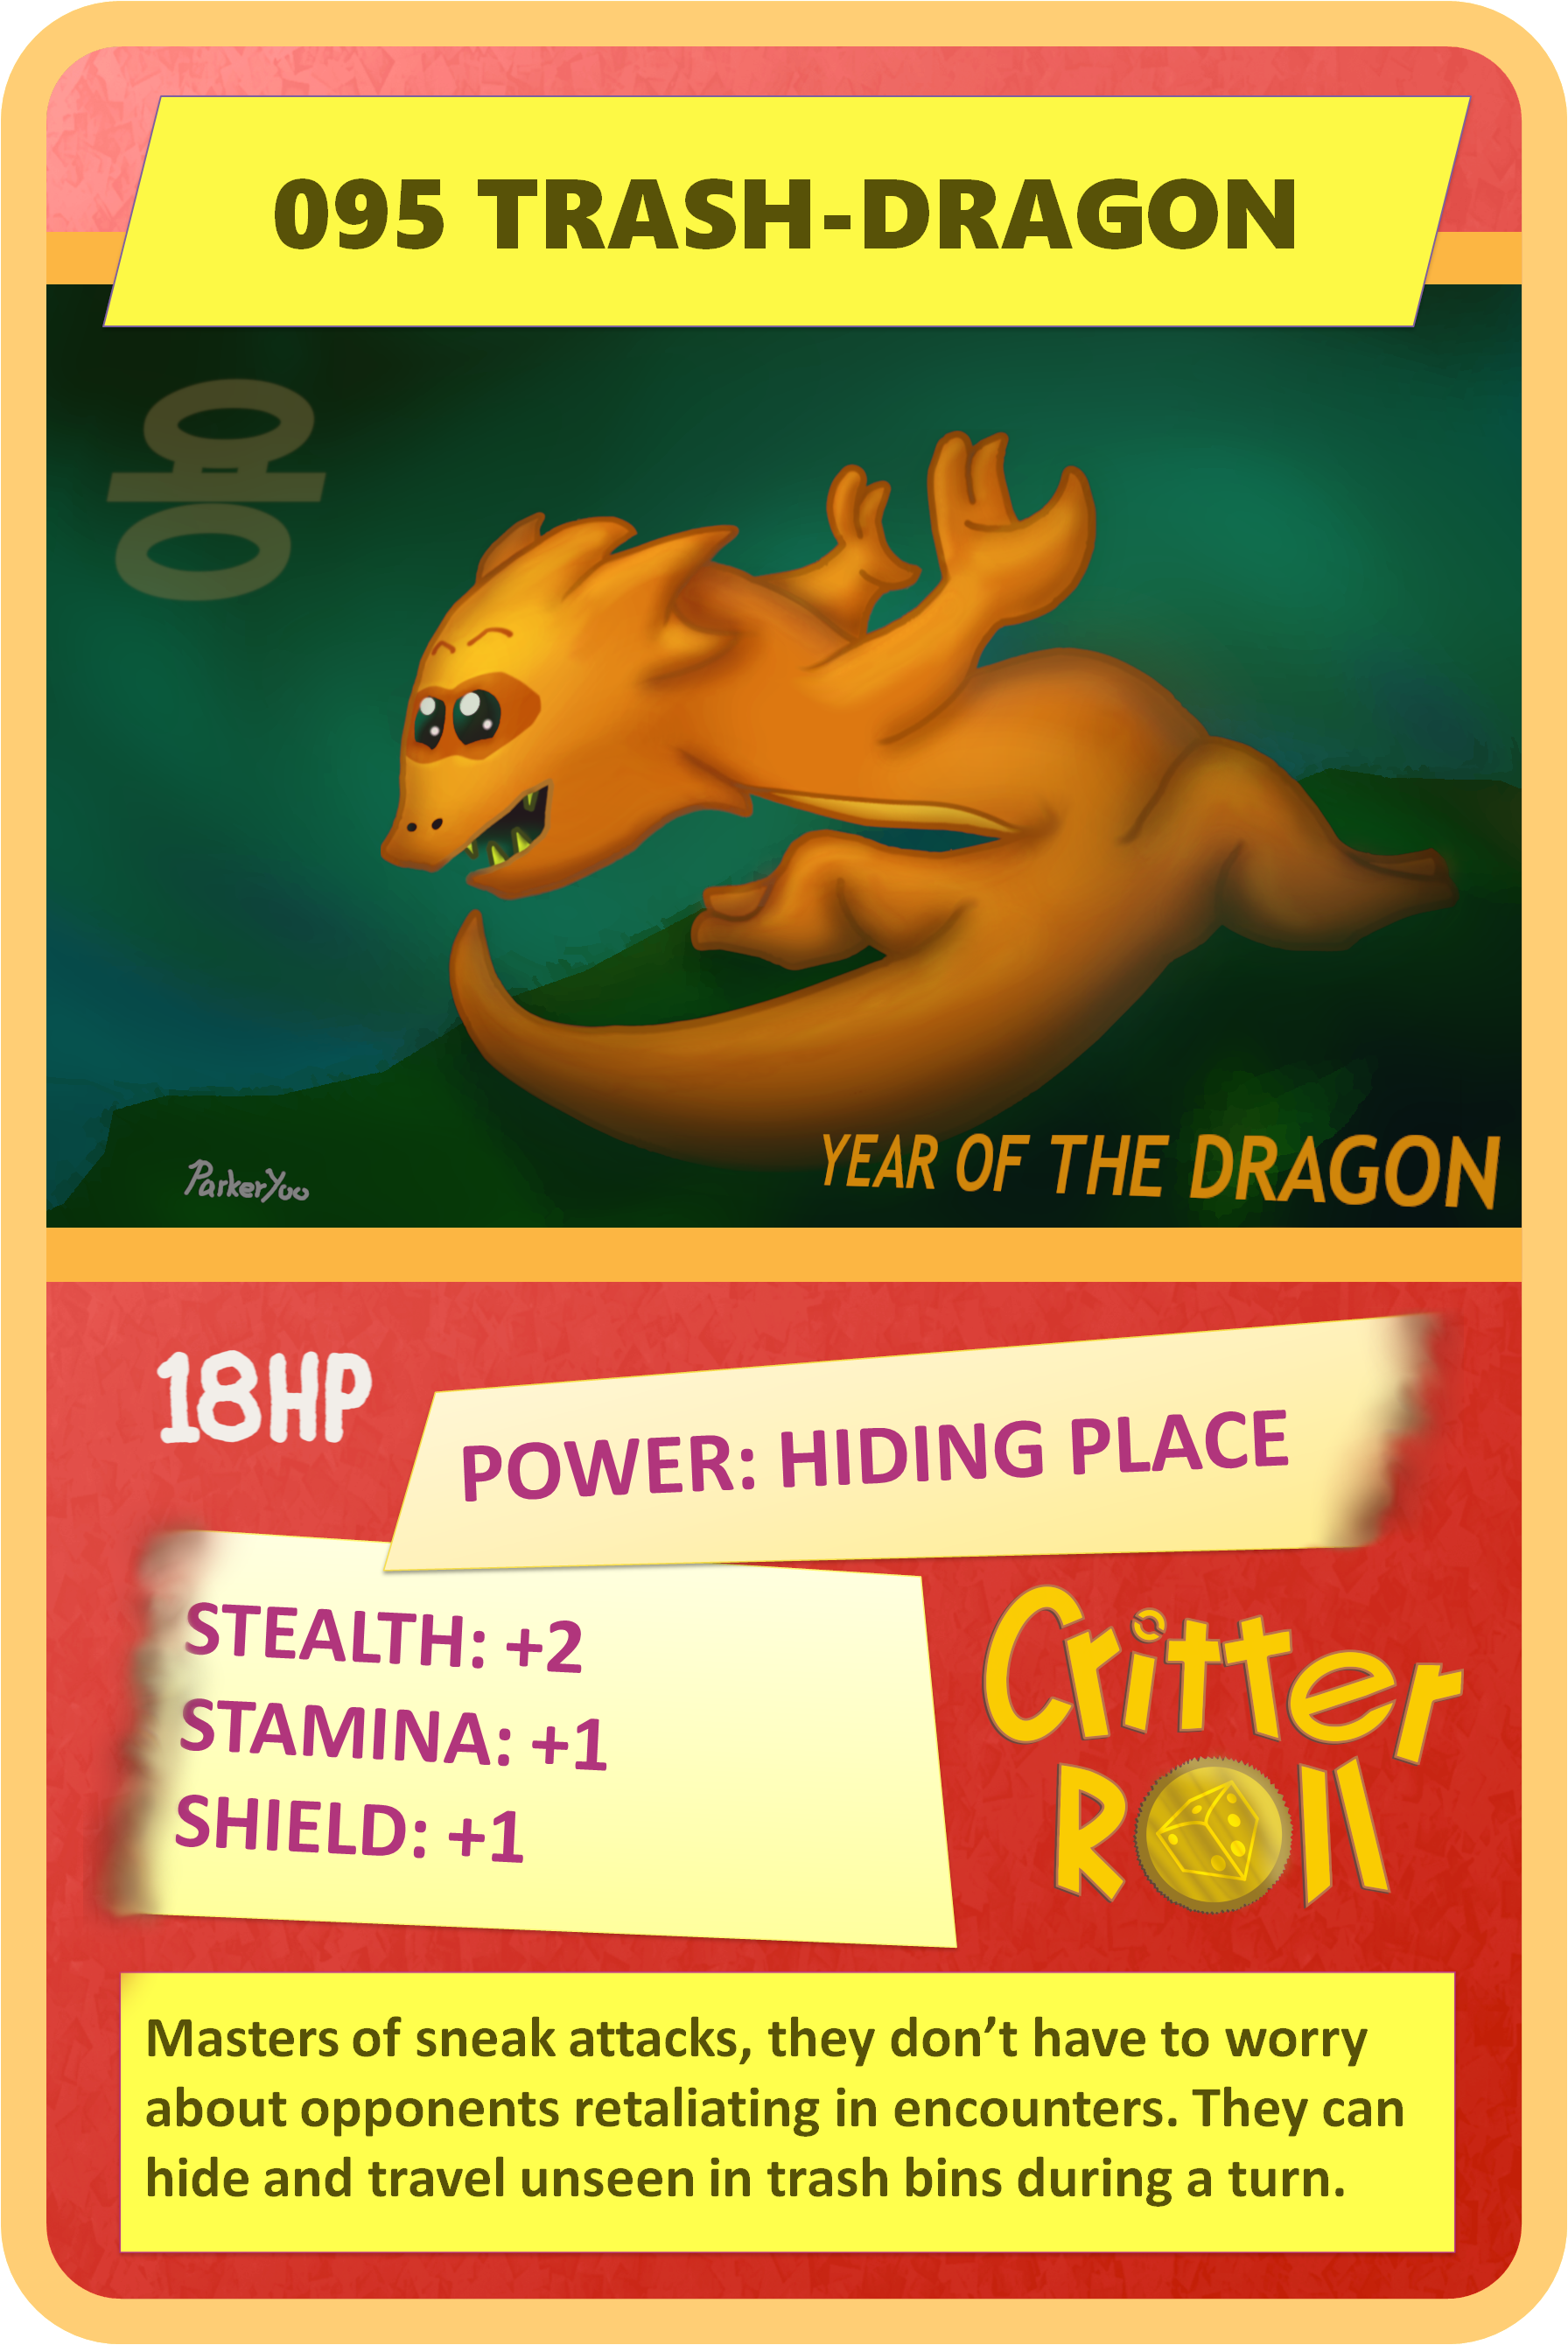 095 TRASH-DRAGON
용
ParkerYoo
YEAR OF THE DRAGON
18HP
POWER: HIDING PLACE
STEALTH: +2
STAMINA: +1
SHIELD: +1
Critter
Roll
Masters of sneak attacks, they don’t have to worry
about opponents retaliating in encounters. They can
hide and travel unseen in trash bins during a turn.